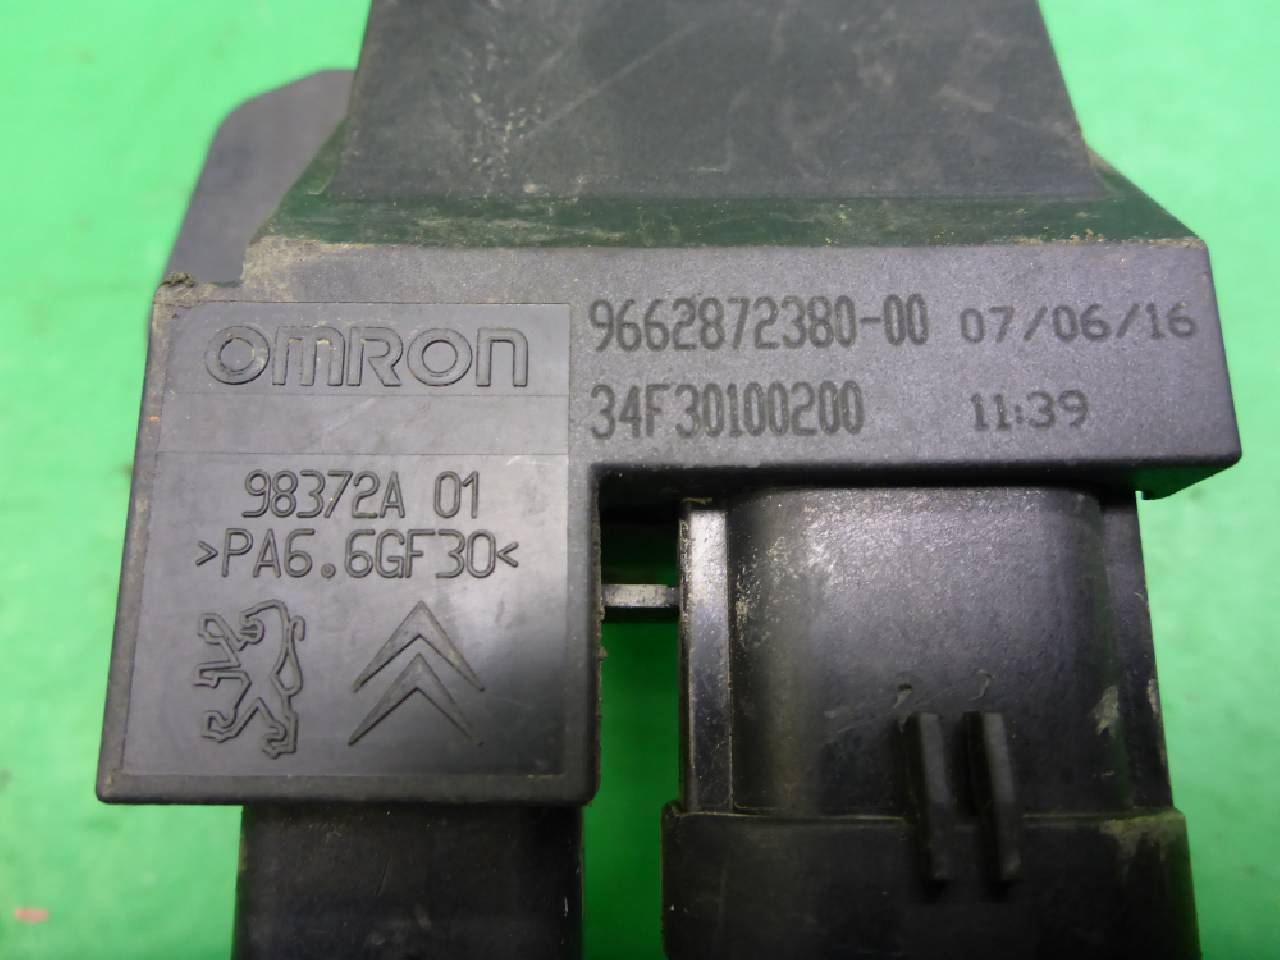 OMRON
9662872380-00 07/06/16
34F30100200 11:39
98372A 01
>PA6.6GF30<